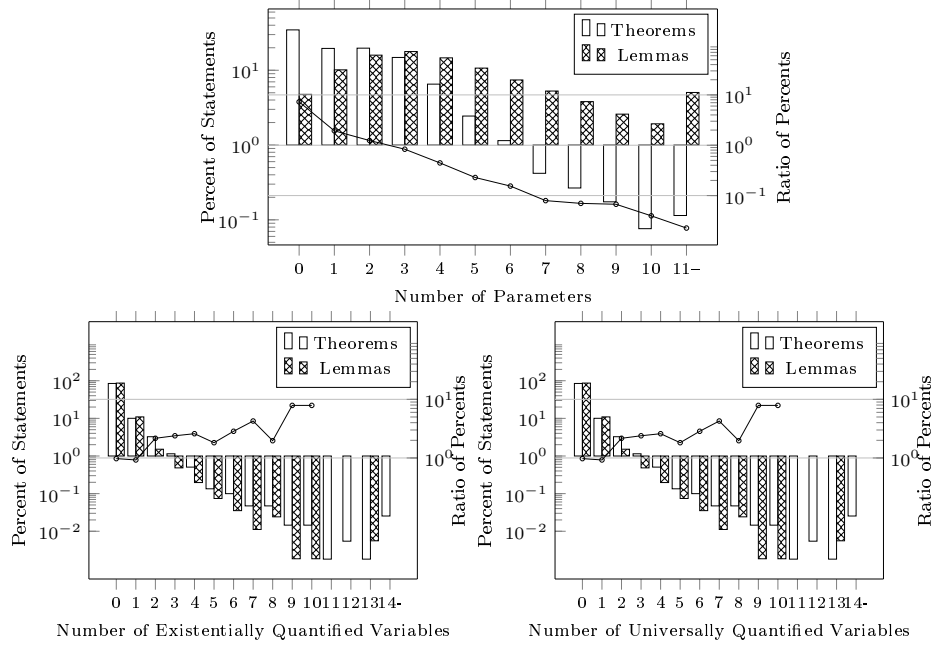 Theorems
Lemmas
Percent of Statements
10^1
10^0
10^−1
Ratio of Percents
10^1
10^0
10^−1
0 1 2 3 4 5 6 7 8 9 10 11–
Number of Parameters
Theorems
Lemmas
Percent of Statements
10^2
10^1
10^0
10^−1
10^−2
Ratio of Percents
10^1
10^0
0 1 2 3 4 5 6 7 8 9 10 11 12 13 14-
Number of Existentially Quantified Variables
Theorems
Lemmas
Percent of Statements
10^2
10^1
10^0
10^−1
10^−2
Ratio of Percents
10^1
10^0
0 1 2 3 4 5 6 7 8 9 10 11 12 13 14-
Number of Universally Quantified Variables